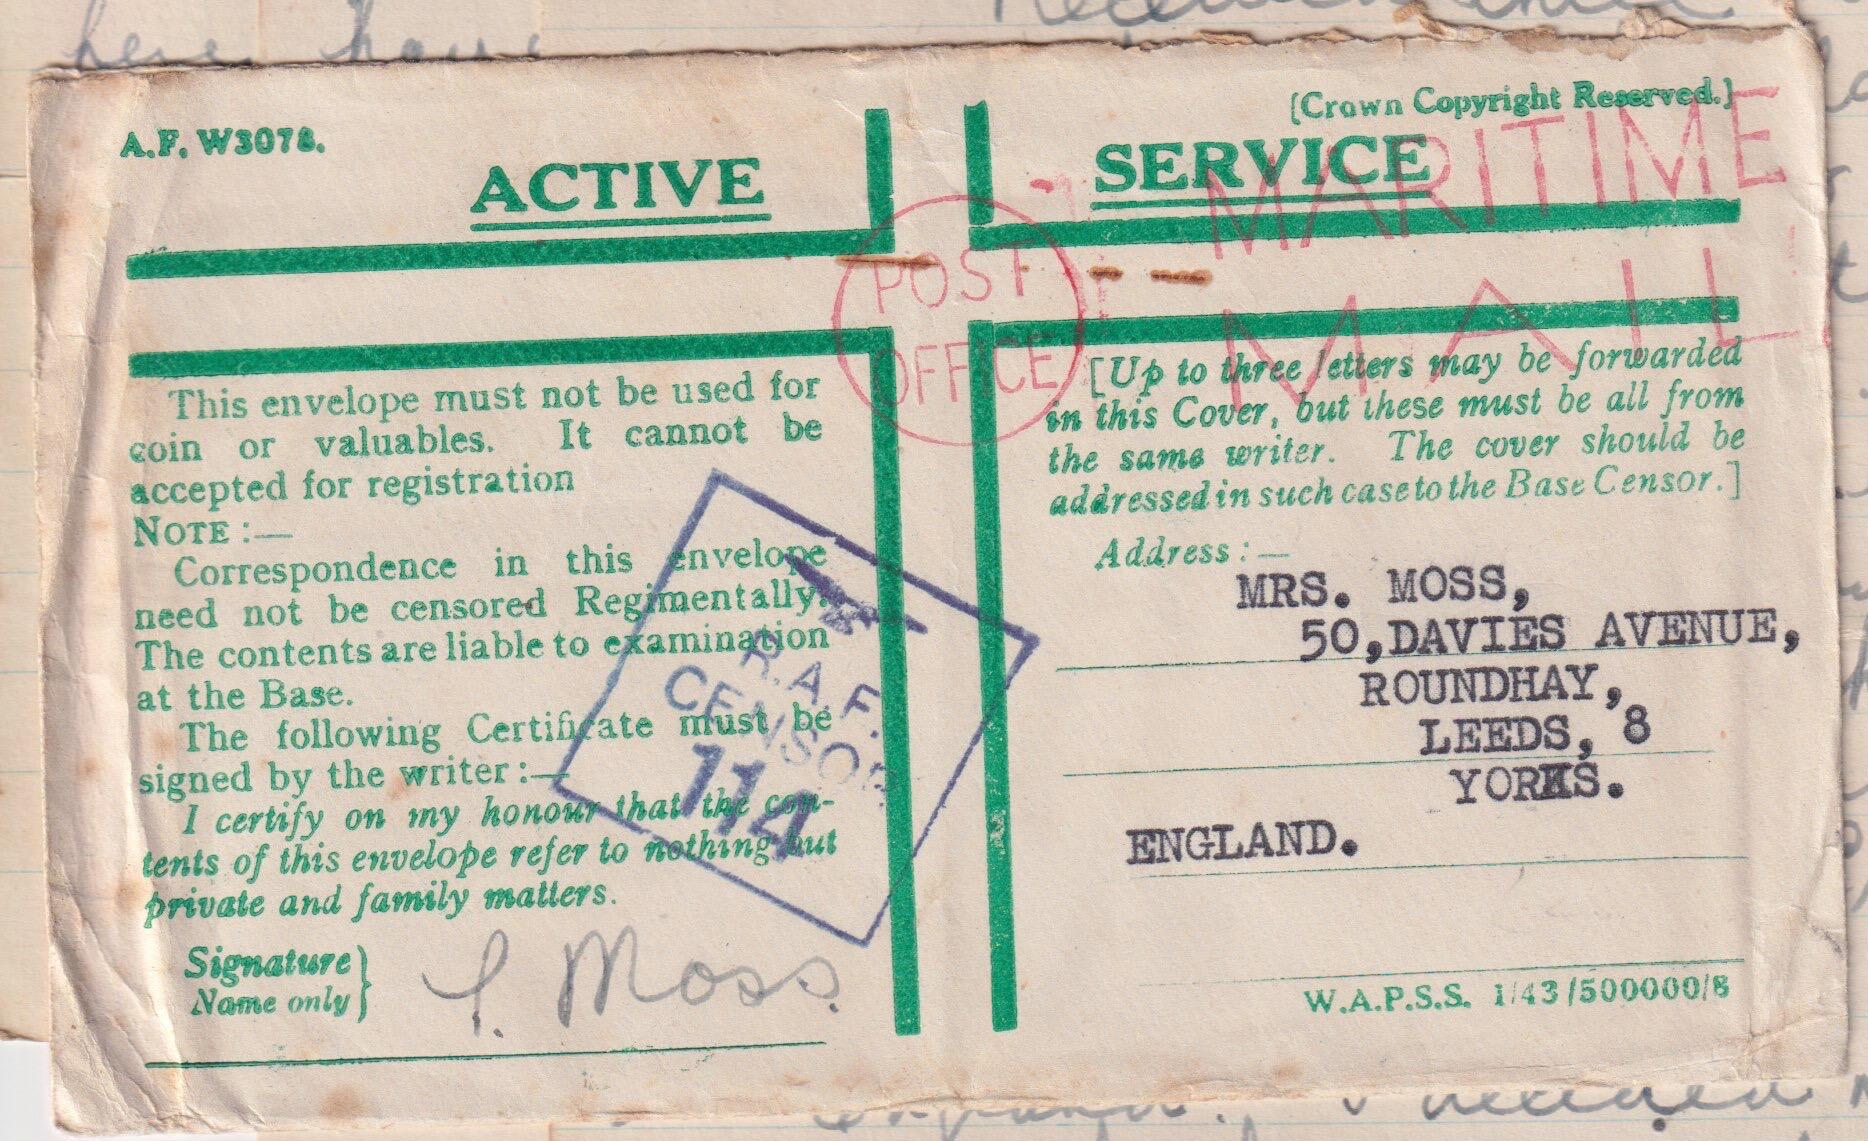 here have
A.F. W3078.
(Crown Copyright Reserved.)
ACTIVE SERVICE
MARITIME
MAIL
POST
OFFICE
This envelope must not be used for
coin or valuables. It cannot be
accepted for registration
NOTE :—
Correspondence in this envelope
need not be censored Regimentally.
The contents are liable to examination
at the Base.
The following Certificate must be
signed by the writer :—
I certify on my honour that the con-
tents of this envelope refer to nothing but
private and family matters.
Signature
Name only
Moss.
R.A.F.
CENSOR
114
[Up to three letters may be forwarded
in this Cover, but these must be all from
the same writer. The cover should be
addressed in such case to the Base Censor.]
Address :—
MRS. MOSS,
50,DAVIES AVENUE,
ROUNDHAY,
LEEDS, 8
YORKS.
ENGLAND.
W.A.P.S.S. 1/43/500000/8